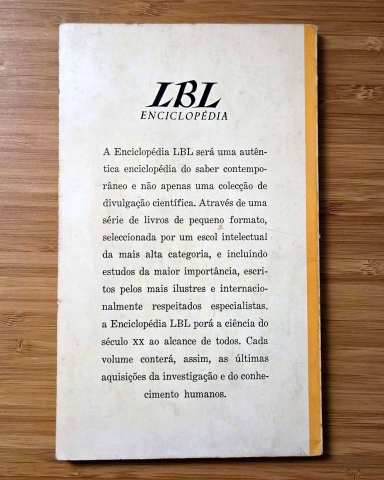 LBL
ENCICLOPÉDIA
A Enciclopédia LBL será uma autên-
tica enciclopédia do saber contempo-
râneo e não apenas uma colecção de
divulgação científica. Através de uma
série de livros de pequeno formato,
seleccionada por um escol intelectual
da mais alta categoria, e incluindo
estudos da maior importância, escri-
tos pelos mais ilustres e internacio-
nalmente respeitados especialistas.
a Enciclopédia LBL porá a ciência do
século XX ao alcance de todos. Cada
volume conterá, assim, as últimas
aquisições da investigação e do conhe-
cimento humanos.